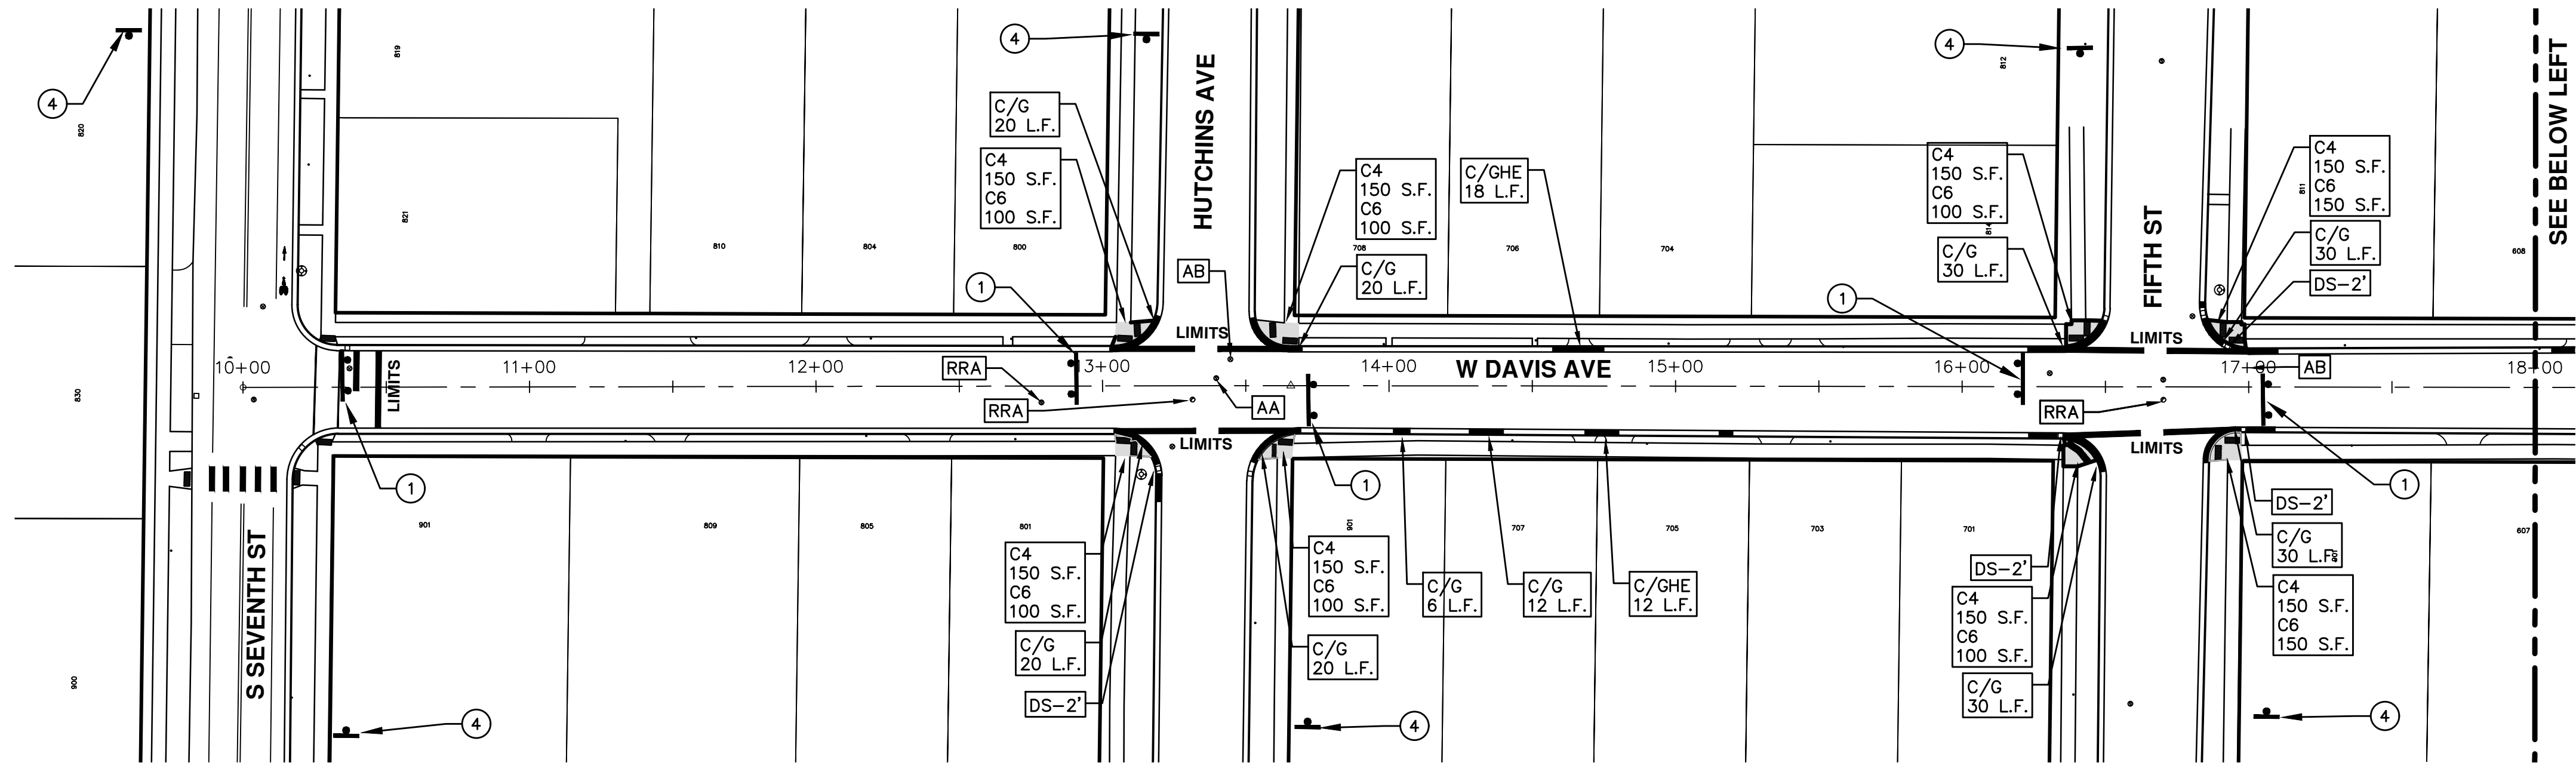 4
820
819
821
810
804
800
C/G
20 L.F.
C4
150 S.F.
C6
100 S.F.
4
HUTCHINS AVE
AB
1
LIMITS
C4
150 S.F.
C6
100 S.F.
708
C/G
20 L.F.
C/GHE
18 L.F.
706
704
4
812
C4
150 S.F.
C6
100 S.F.
814
C/G
30 L.F.
1
FIFTH ST
LIMITS
C4
150 S.F.
C6
150 S.F.
811
C/G
30 L.F.
DS-2'
608
SEE BELOW LEFT
830
10+00
LIMITS
11+00
12+00
RRA
RRA
13+00
AA
14+00
W DAVIS AVE
15+00
16+00
RRA
17+00
AB
18+00
LIMITS
LIMITS
900
S SEVENTH ST
1
901
809
805
801
C4
150 S.F.
C6
100 S.F.
C/G
20 L.F.
DS-2'
4
1
901
C4
150 S.F.
C6
100 S.F.
C/G
20 L.F.
4
C/G
6 L.F.
707
C/G
12 L.F.
705
C/GHE
12 L.F.
703
701
DS-2'
C4
150 S.F.
C6
100 S.F.
C/G
30 L.F.
1
DS-2'
C/G
30 L.F.
C4
150 S.F.
C6
150 S.F.
607
4